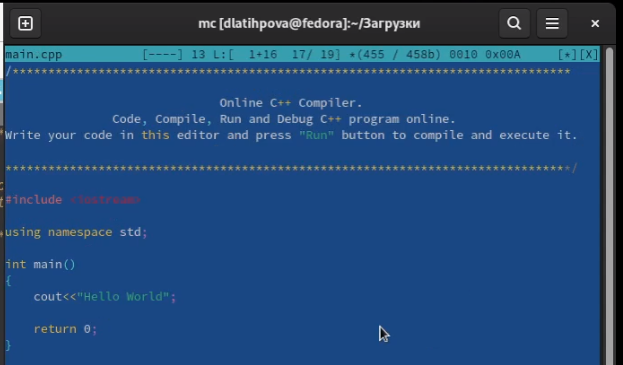 mc [dlatihpova@fedora]:~/Загрузки
main.cpp [----] 13 L:[ 1+16 17/ 19] *(455 / 458b) 0010 0x00A [*][X]
/******************************************************************************
Online C++ Compiler.
Code, Compile, Run and Debug C++ program online.
Write your code in this editor and press "Run" button to compile and execute it.
*******************************************************************************/
#include <iostream>
using namespace std;
int main()
{
cout<<"Hello World";
return 0;
}